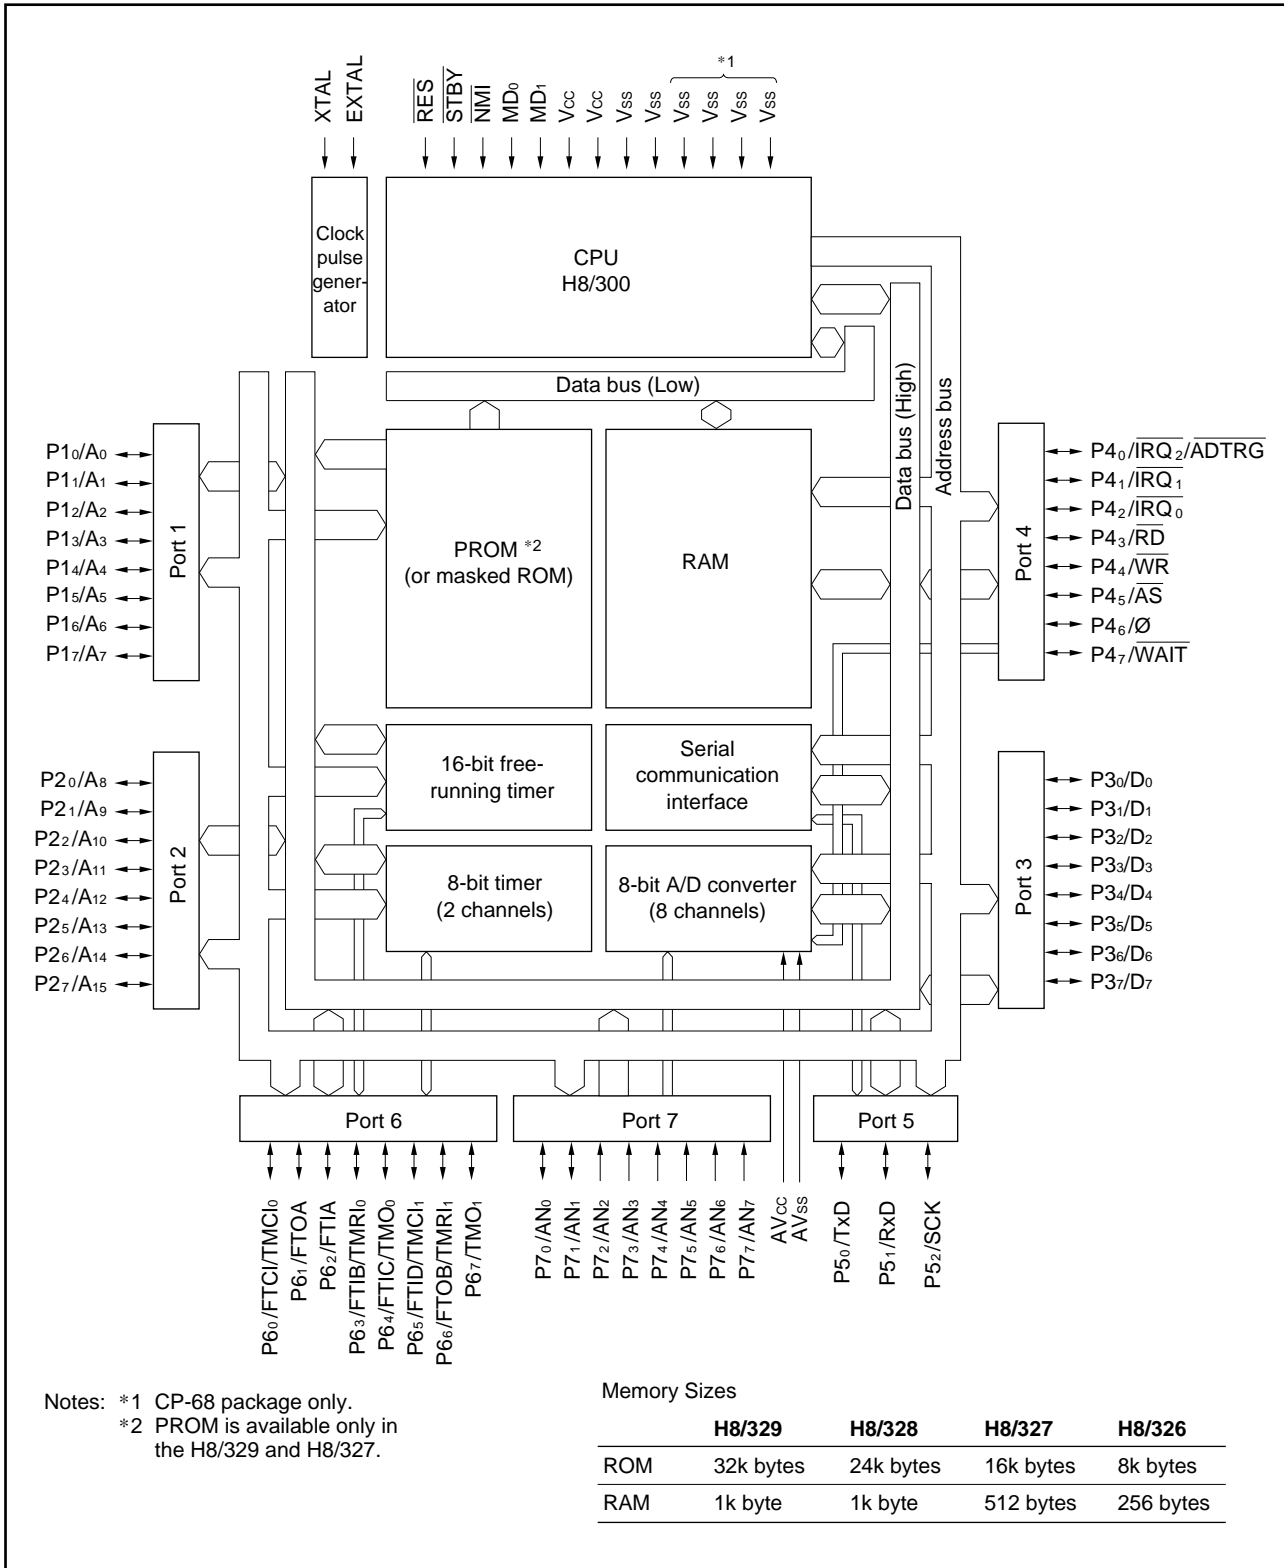 *1
XTAL
EXTAL
RES
STBY
NMI
MD0
MD1
VCC
VCC
VSS
VSS
VSS
VSS
VSS
VSS
Clock
pulse
gener-
ator
CPU
H8/300
Data bus (Low)
Data bus (High)
Address bus
P10/A0
P11/A1
P12/A2
P13/A3
P14/A4
P15/A5
P16/A6
P17/A7
Port 1
PROM *2
(or masked ROM)
RAM
Port 4
P40/IRQ2/ADTRG
P41/IRQ1
P42/IRQ0
P43/RD
P44/WR
P45/AS
P46/Ø
P47/WAIT
P20/A8
P21/A9
P22/A10
P23/A11
P24/A12
P25/A13
P26/A14
P27/A15
Port 2
16-bit free-
running timer
Serial
communication
interface
8-bit timer
(2 channels)
8-bit A/D converter
(8 channels)
Port 3
P30/D0
P31/D1
P32/D2
P33/D3
P34/D4
P35/D5
P36/D6
P37/D7
Port 6
Port 7
Port 5
P60/FTCI/TMCI0
P61/FTOA
P62/FTIA
P63/FTIB/TMRI0
P64/FTIC/TMO0
P65/FTID/TMCI1
P66/FTOB/TMRI1
P67/TMO1
P70/AN0
P71/AN1
P72/AN2
P73/AN3
P74/AN4
P75/AN5
P76/AN6
P77/AN7
AVCC
AVSS
P50/TxD
P51/RxD
P52/SCK
Notes: *1 CP-68 package only.
*2 PROM is available only in
the H8/329 and H8/327.
Memory Sizes
H8/329 H8/328 H8/327 H8/326
ROM 32k bytes 24k bytes 16k bytes 8k bytes
RAM 1k byte 1k byte 512 bytes 256 bytes